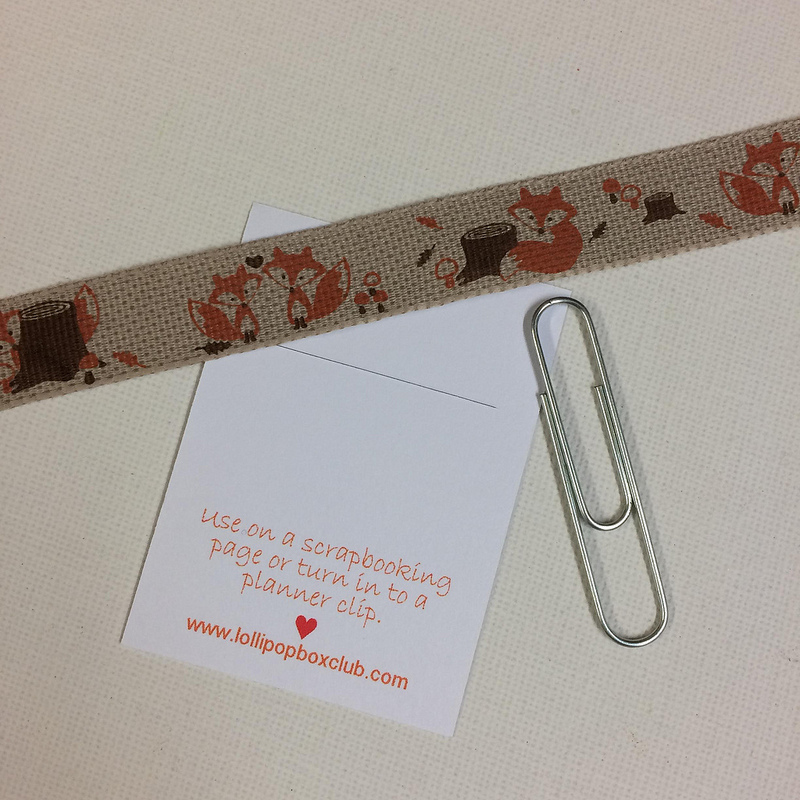 Use on a scrapbooking
page or turn in to a
planner clip.
www.lollipopboxclub.com